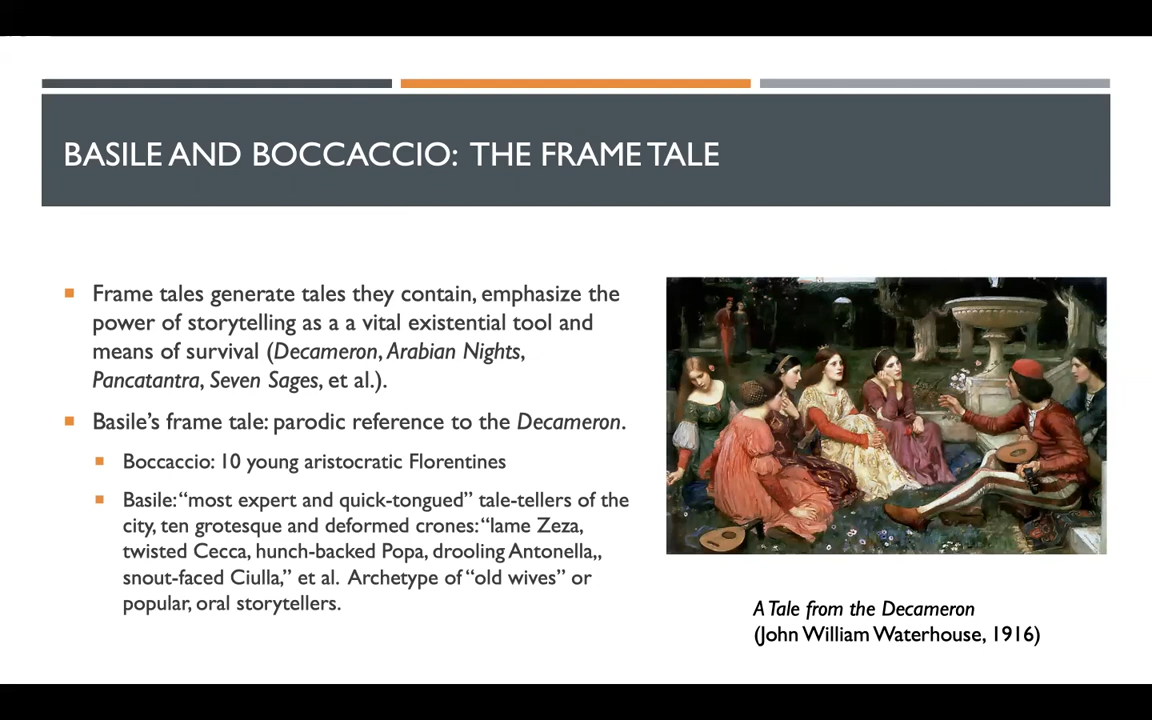 BASILE AND BOCCACCIO: THE FRAME TALE
Frame tales generate tales they contain, emphasize the
power of storytelling as a a vital existential tool and
means of survival (Decameron, Arabian Nights,
Pancatantra, Seven Sages, et al.).
Basile's frame tale: parodic reference to the Decameron.
Boccaccio: 10 young aristocratic Florentines
Basile: “most expert and quick-tongued” tale-tellers of the
city, ten grotesque and deformed crones: “lame Zeza,
twisted Cecca, hunch-backed Popa, drooling Antonella,,
snout-faced Ciulla,” et al. Archetype of “old wives” or
popular, oral storytellers.
A Tale from the Decameron
(John William Waterhouse, 1916)